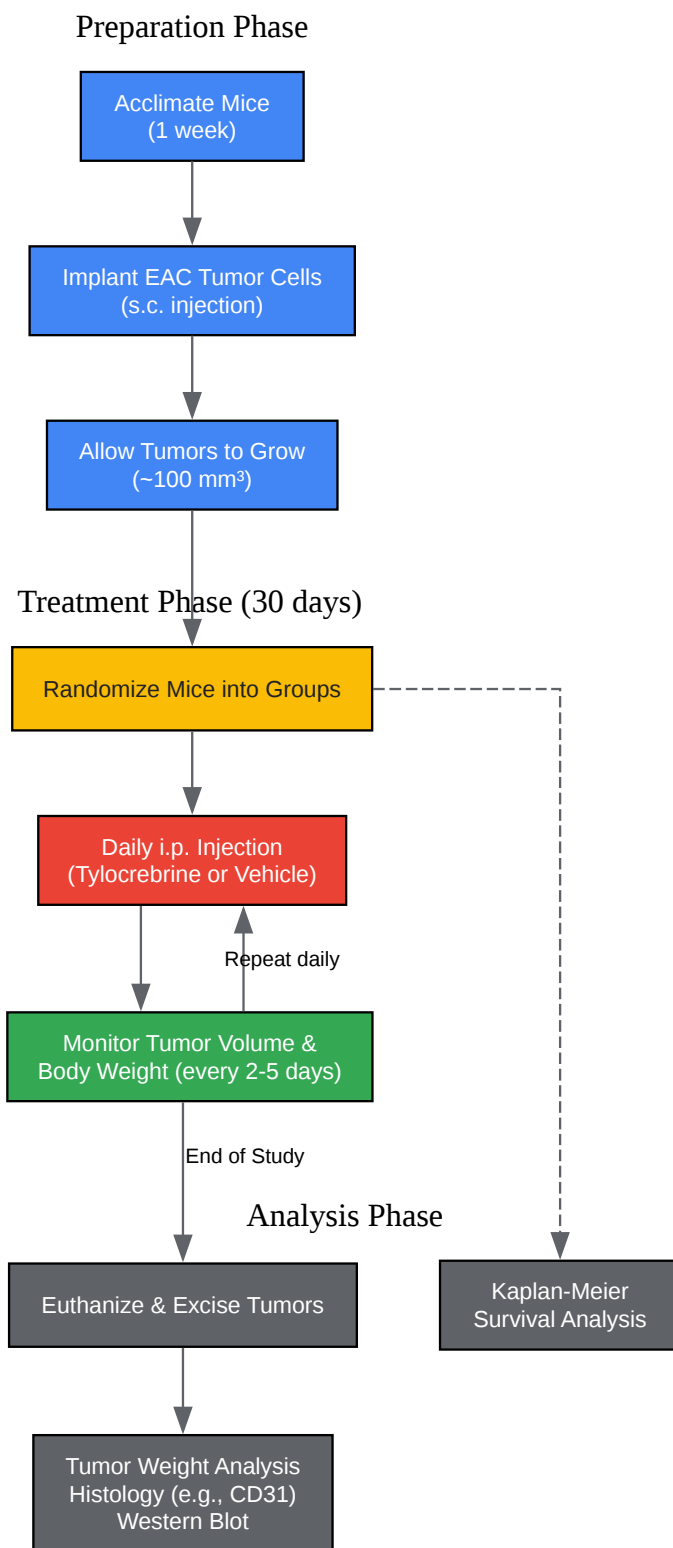 Preparation Phase
Acclimate Mice
(1 week)
Implant EAC Tumor Cells
(s.c. injection)
Allow Tumors to Grow
(~100 mm³)
Treatment Phase (30 days)
Randomize Mice into Groups
Daily i.p. Injection
(Tylocrebrine or Vehicle)
Repeat daily
Monitor Tumor Volume &
Body Weight (every 2-5 days)
End of Study
Analysis Phase
Euthanize & Excise Tumors
Kaplan-Meier
Survival Analysis
Tumor Weight Analysis
Histology (e.g., CD31)
Western Blot